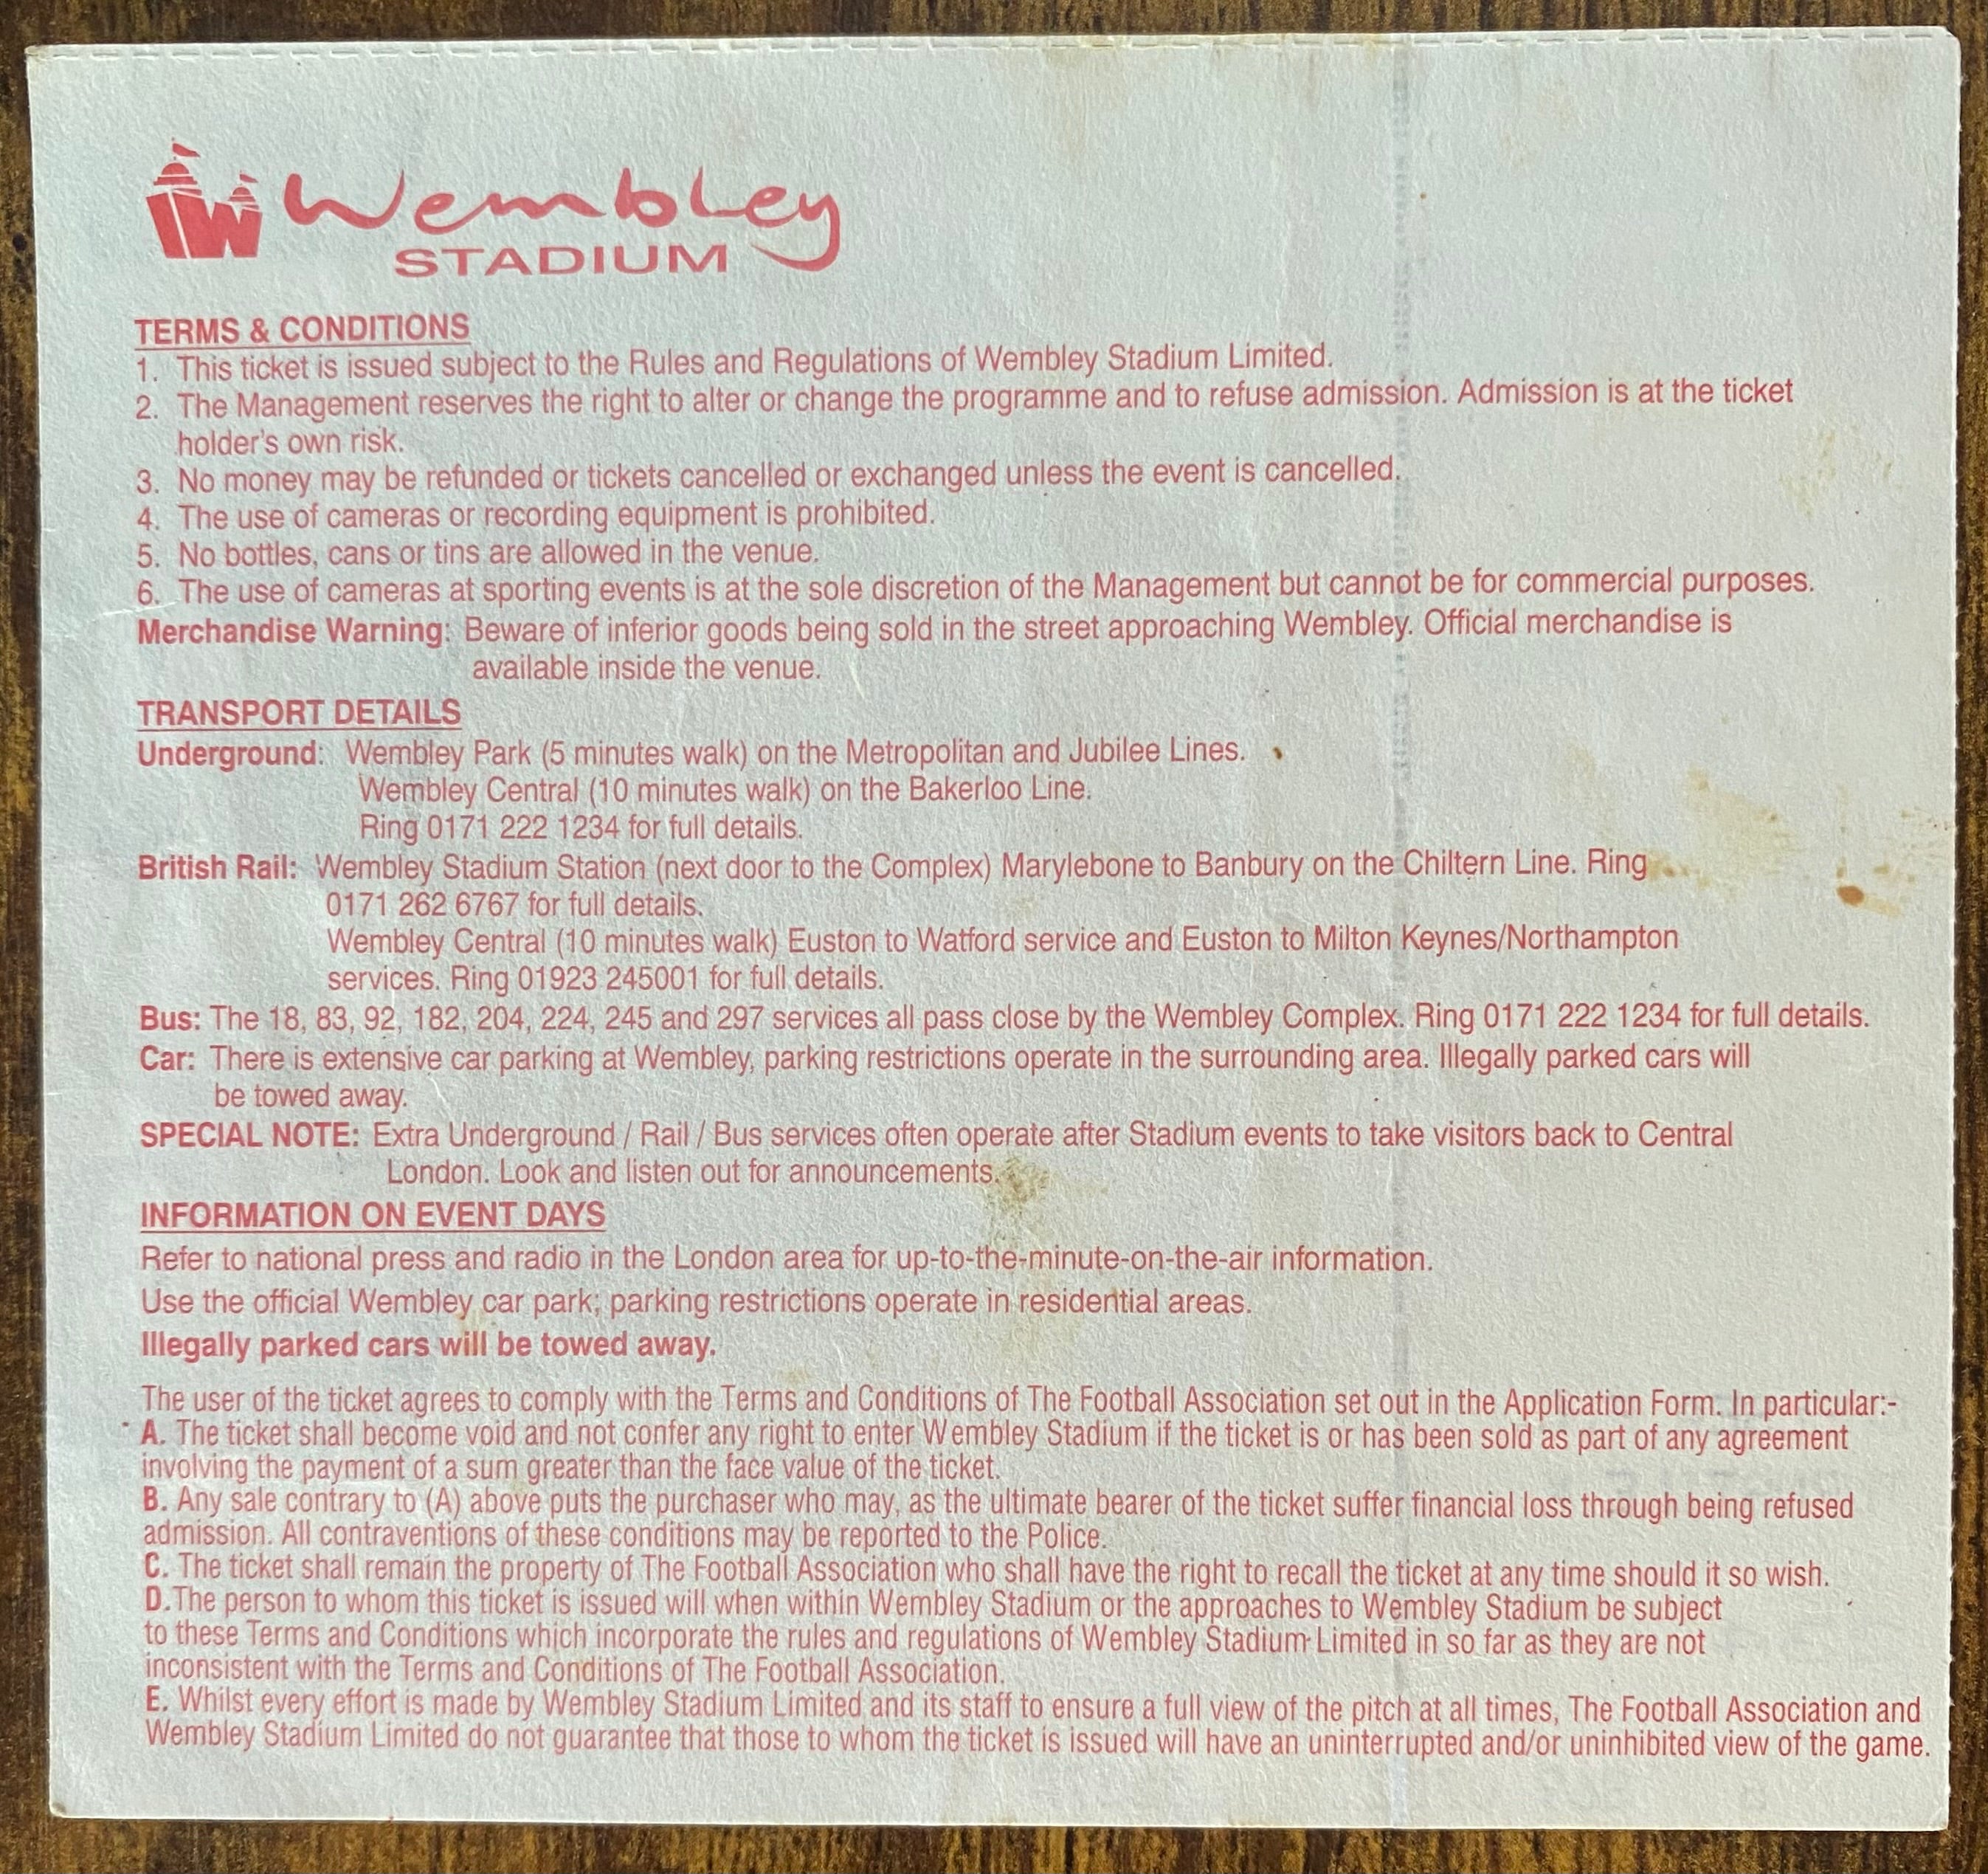 Wembley
STADIUM
TERMS & CONDITIONS
1. This ticket is issued subject to the Rules and Regulations of Wembley Stadium Limited.
2. The Management reserves the right to alter or change the programme and to refuse admission. Admission is at the ticket
holder's own risk.
3. No money may be refunded or tickets cancelled or exchanged unless the event is cancelled.
4. The use of cameras or recording equipment is prohibited.
5. No bottles, cans or tins are allowed in the venue.
6. The use of cameras at sporting events is at the sole discretion of the Management but cannot be for commercial purposes.
Merchandise Warning: Beware of inferior goods being sold in the street approaching Wembley. Official merchandise is
available inside the venue.
TRANSPORT DETAILS
Underground: Wembley Park (5 minutes walk) on the Metropolitan and Jubilee Lines.
Wembley Central (10 minutes walk) on the Bakerloo Line.
Ring 0171 222 1234 for full details.
British Rail: Wembley Stadium Station (next door to the Complex) Marylebone to Banbury on the Chiltern Line. Ring
0171 262 6767 for full details.
Wembley Central (10 minutes walk) Euston to Watford service and Euston to Milton Keynes/Northampton
services. Ring 01923 245001 for full details.
Bus: The 18, 83, 92, 182, 204, 224, 245 and 297 services all pass close by the Wembley Complex. Ring 0171 222 1234 for full details.
Car: There is extensive car parking at Wembley, parking restrictions operate in the surrounding area. Illegally parked cars will
be towed away.
SPECIAL NOTE: Extra Underground / Rail / Bus services often operate after Stadium events to take visitors back to Central
London. Look and listen out for announcements.
INFORMATION ON EVENT DAYS
Refer to national press and radio in the London area for up-to-the-minute-on-the-air information.
Use the official Wembley car park; parking restrictions operate in residential areas.
Illegally parked cars will be towed away.
The user of the ticket agrees to comply with the Terms and Conditions of The Football Association set out in the Application Form. In particular:-
A. The ticket shall become void and not confer any right to enter Wembley Stadium if the ticket is or has been sold as part of any agreement
involving the payment of a sum greater than the face value of the ticket.
B. Any sale contrary to (A) above puts the purchaser who may, as the ultimate bearer of the ticket suffer financial loss through being refused
admission. All contraventions of these conditions may be reported to the Police.
C. The ticket shall remain the property of The Football Association who shall have the right to recall the ticket at any time should it so wish.
D.The person to whom this ticket is issued will when within Wembley Stadium or the approaches to Wembley Stadium be subject
to these Terms and Conditions which incorporate the rules and regulations of Wembley Stadium Limited in so far as they are not
inconsistent with the Terms and Conditions of The Football Association.
E. Whilst every effort is made by Wembley Stadium Limited and its staff to ensure a full view of the pitch at all times, The Football Association and
Wembley Stadium Limited do not guarantee that those to whom the ticket is issued will have an uninterrupted and/or uninhibited view of the game.